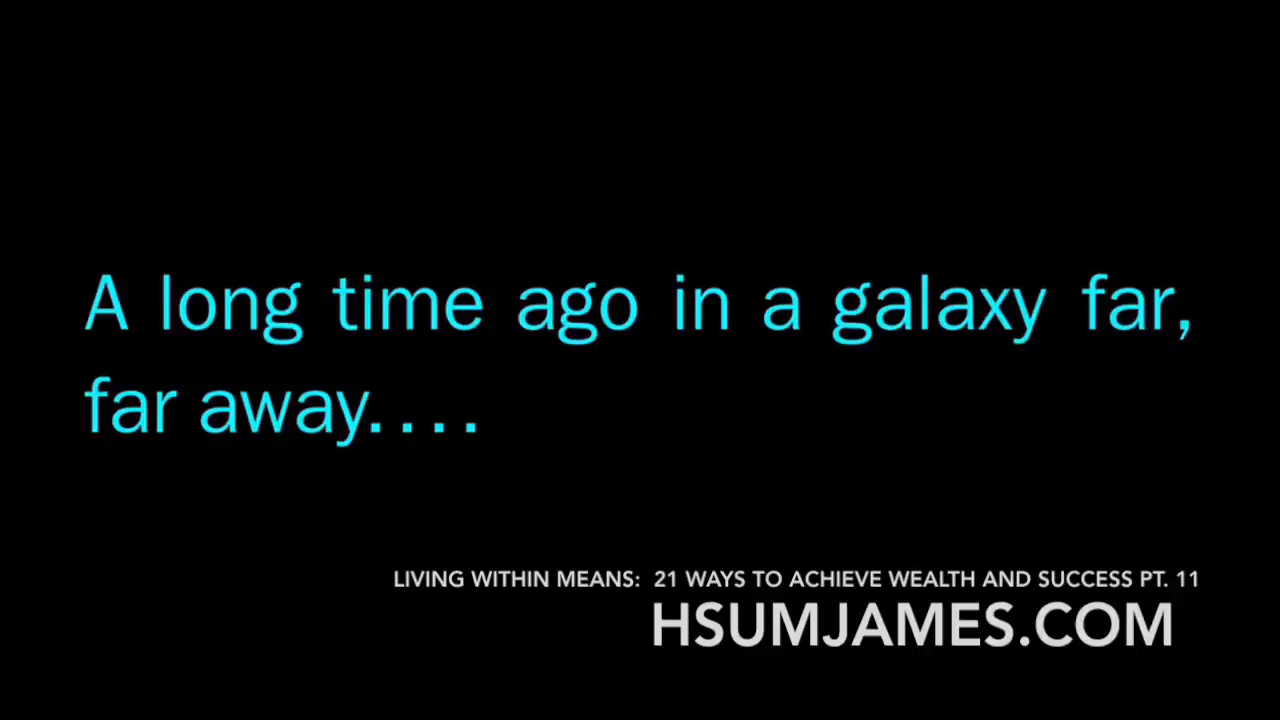 A long time ago in a galaxy far,
far away....
LIVING WITHIN MEANS: 21 WAYS TO ACHIEVE WEALTH AND SUCCESS PT. 11
HSUMJAMES.COM